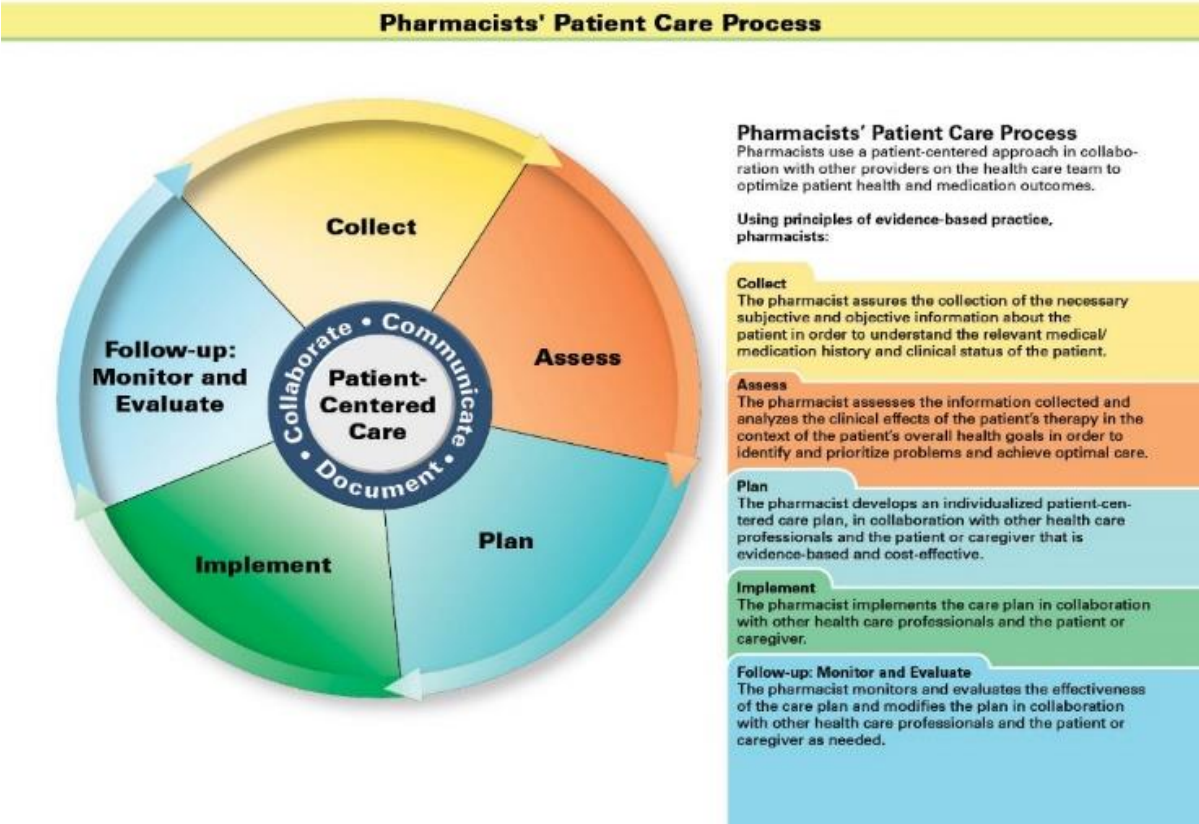 Pharmacists' Patient Care Process
Collect
Assess
Plan
Implement
Follow-up:
Monitor and
Evaluate
Collaborate • Communicate • Document •
Patient-
Centered
Care
Pharmacists' Patient Care Process
Pharmacists use a patient-centered approach in collabo-
ration with other providers on the health care team to
optimize patient health and medication outcomes.
Using principles of evidence-based practice,
pharmacists:
Collect
The pharmacist assures the collection of the necessary
subjective and objective information about the
patient in order to understand the relevant medical/
medication history and clinical status of the patient.
Assess
The pharmacist assesses the information collected and
analyzes the clinical effects of the patient's therapy in the
context of the patient's overall health goals in order to
identify and prioritize problems and achieve optimal care.
Plan
The pharmacist develops an individualized patient-cen-
tered care plan, in collaboration with other health care
professionals and the patient or caregiver that is
evidence-based and cost-effective.
Implement
The pharmacist implements the care plan in collaboration
with other health care professionals and the patient or
caregiver.
Follow-up: Monitor and Evaluate
The pharmacist monitors and evaluates the effectiveness
of the care plan and modifies the plan in collaboration
with other health care professionals and the patient or
caregiver as needed.